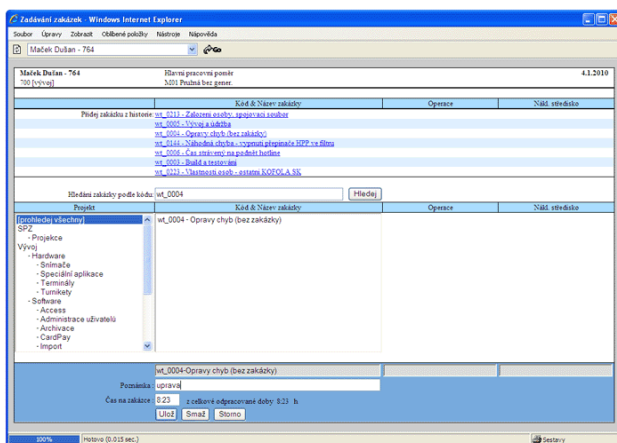 Zadávání zakázek - Windows Internet Explorer
Soubor Úpravy Zobrazit Oblíbené položky Nástroje Nápověda
Maček Dušan - 764 Go
Maček Dušan - 764 Hlavní pracovní poměr 4.1.2010
700 [vývoj] M01 Pružná bez gener.
Kód & Název zakázky Operace Nákl. středisko
Přidej zakázku z historie: wt_0213 - Založení osoby, spojovací soubor
wt_0005 - Vývoj a údržba
wt_0004 - Opravy chyb (bez zakázky)
wt_0144 - Náhodná chyba - vypnutí přepínače HPP ve filtru
wt_0006 - Čas strávený na podnět hotline
wt_0003 - Build a testování
wt_0223 - Vlastnosti osob - ostatní KOFOLA SK
Hledání zakázky podle kódu: wt_0004 Hledej
Projekt Kód & Název zakázky Operace Nákl. středisko
[prohledej všechny] wt_0004 - Opravy chyb (bez zakázky)
SPZ
- Projekce
Vývoj
- Hardware
- Snímače
- Speciální aplikace
- Terminály
- Turnikety
- Software
- Access
- Administrace uživatelů
- Archivace
- CardPay
- Import
wt_0004-Opravy chyb (bez zakázky)
Poznámka : uprava
Čas na zakázce : 8:23 z celkové odpracované doby 8:23 h
Ulož Smaž Storno
100% Hotovo (0.015 sec.) Sestavy